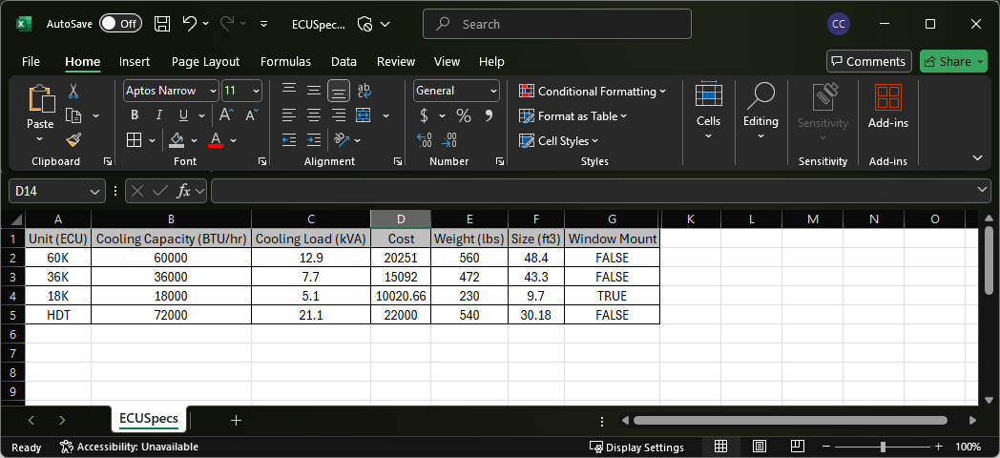 AutoSave Off ECUSpec... Search CC
File Home Insert Page Layout Formulas Data Review View Help Comments Share
Aptos Narrow 11 ab General Conditional Formatting
Paste B I U A A c $ % , Format as Table Cells Editing Sensitivity Add-ins
A Cell Styles
Clipboard Font Alignment Number Styles Sensitivity Add-ins
D14 fx
A B C D E F G K L M N O
1 Unit (ECU) Cooling Capacity (BTU/hr) Cooling Load (kVA) Cost Weight (lbs) Size (ft3) Window Mount
2 60K 60000 12.9 20251 560 48.4 FALSE
3 36K 36000 7.7 15092 472 43.3 FALSE
4 18K 18000 5.1 10020.66 230 9.7 TRUE
5 HDT 72000 21.1 22000 540 30.18 FALSE
6
7
8
9
ECUSpecs
Ready Accessibility: Unavailable Display Settings 100%